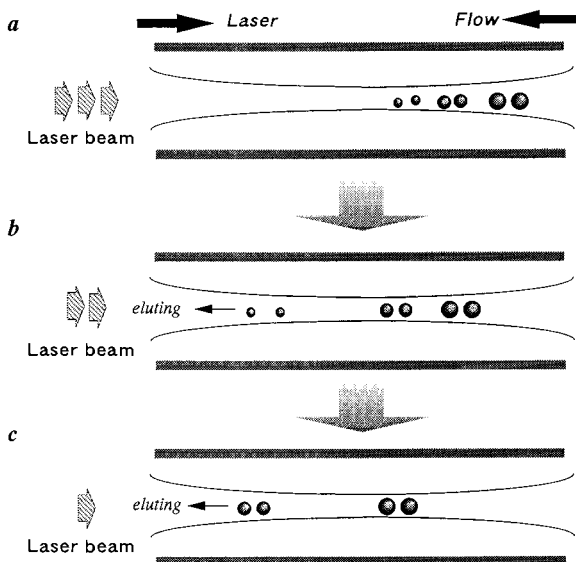 a
Laser
Flow
Laser beam
b
eluting
Laser beam
c
eluting
Laser beam